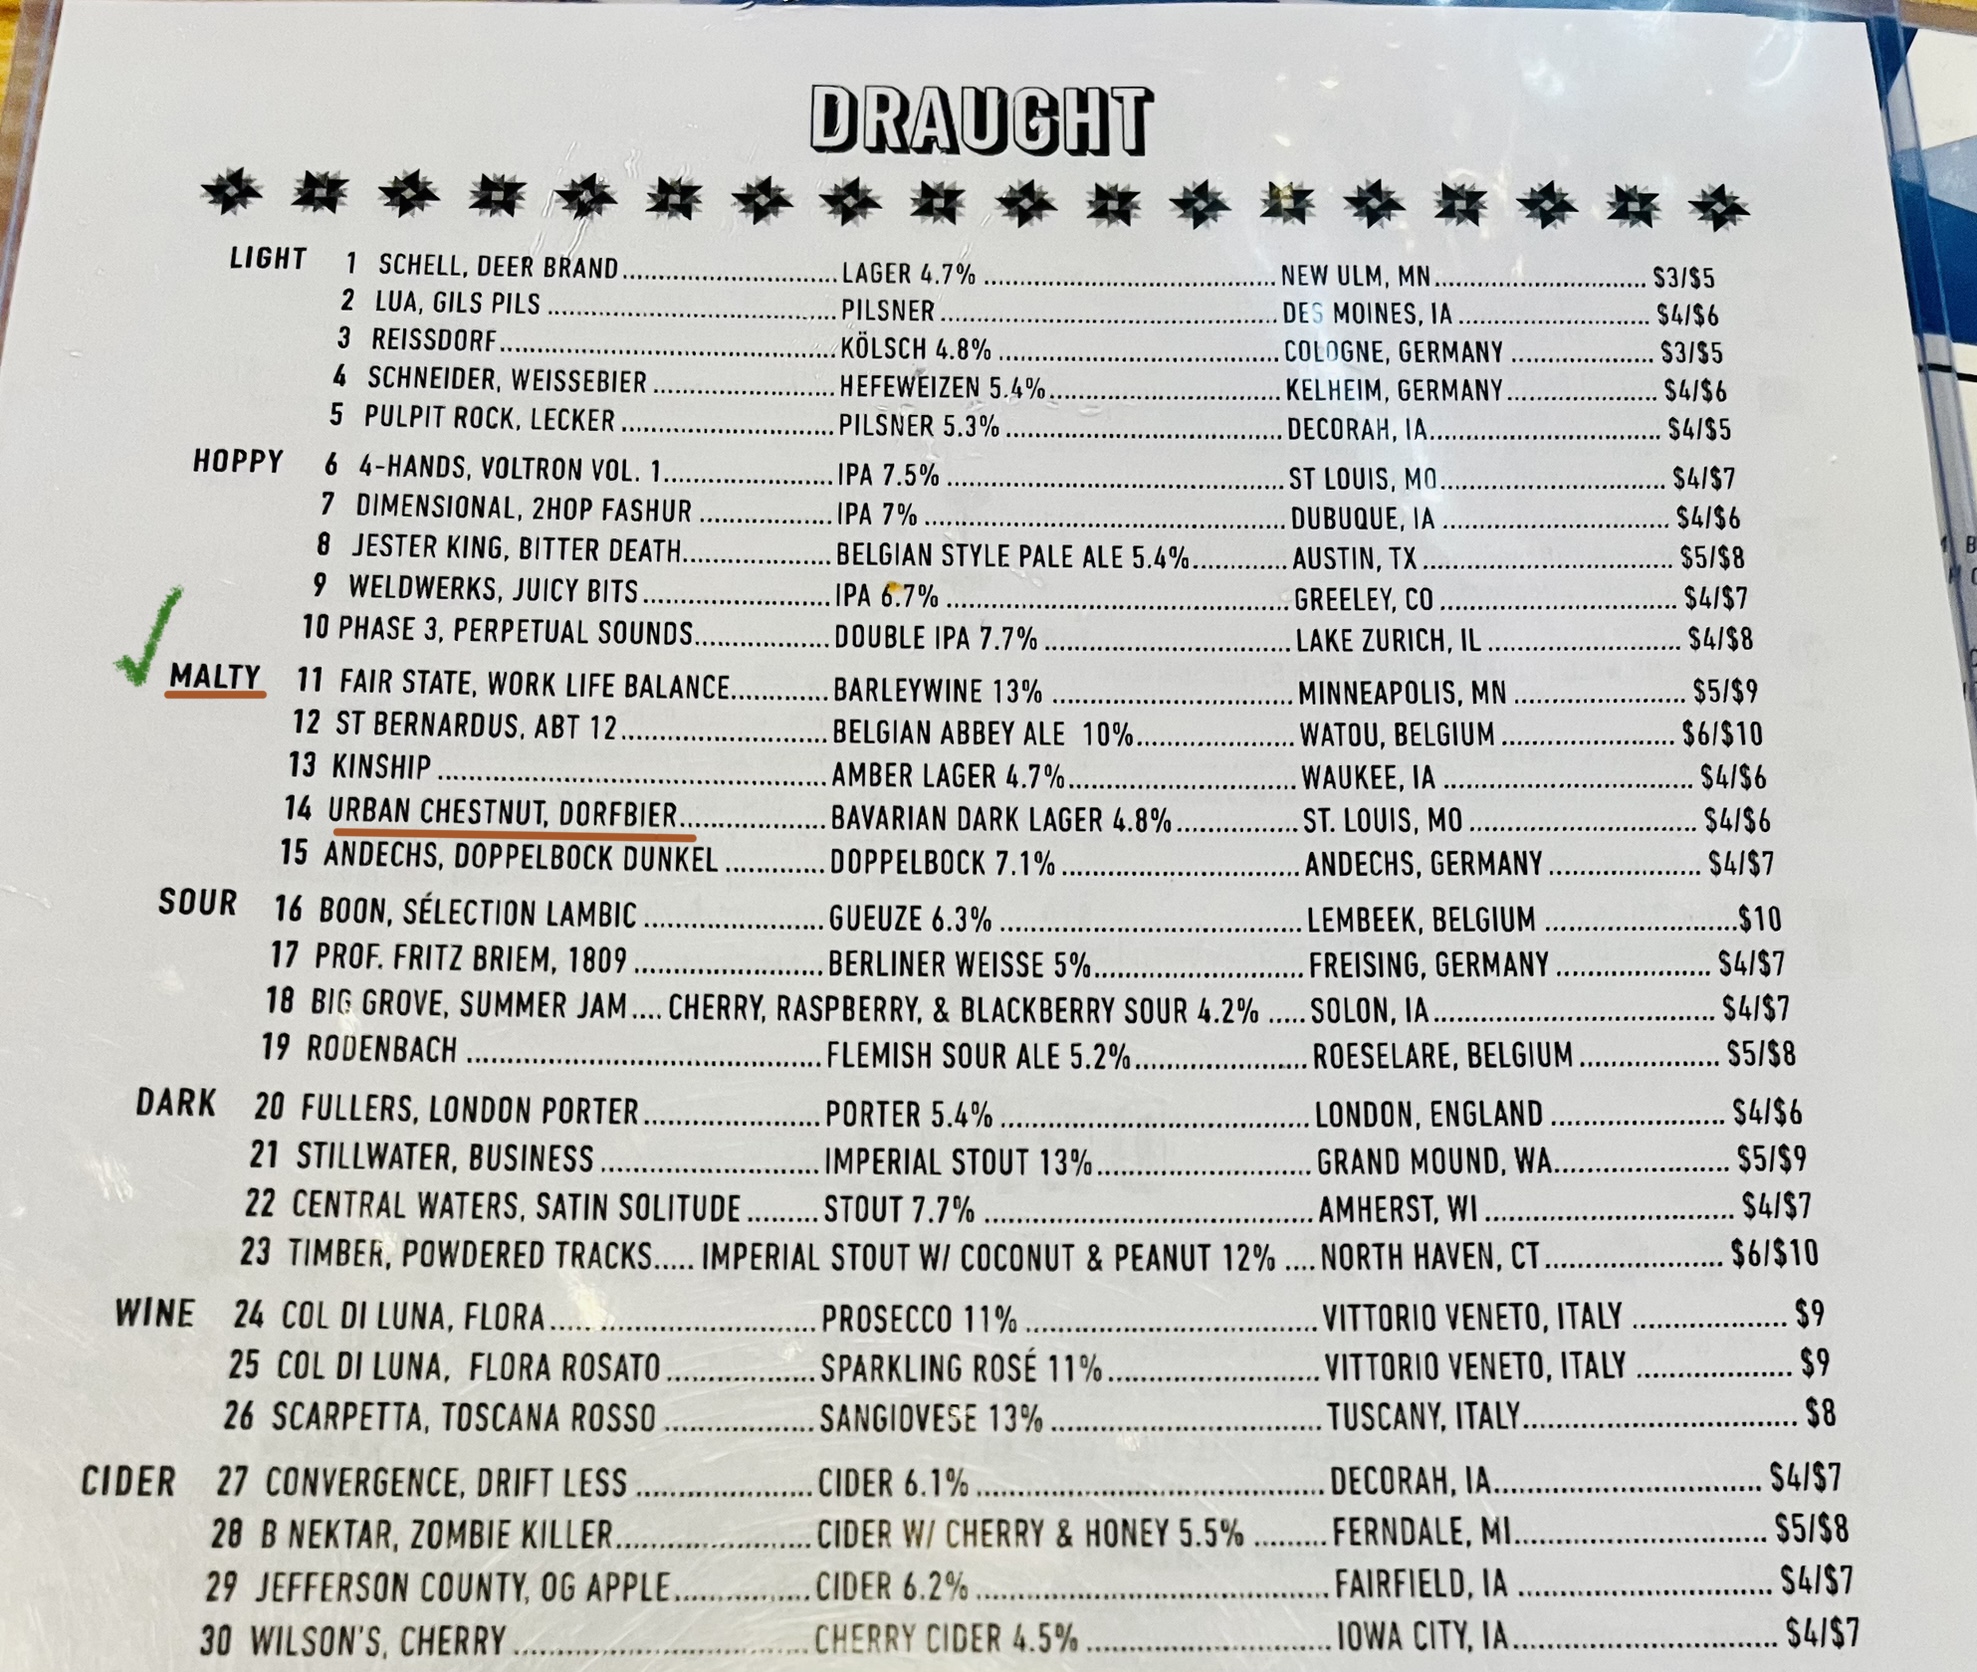 DRAUGHT
LIGHT 1 SCHELL, DEER BRAND........................LAGER 4.7% ................................NEW ULM, MN........................ $3/$5
2 LUA, GILS PILS ................................PILSNER........................................DES MOINES, IA ...................... $4/$6
3 REISSDORF........................................KÖLSCH 4.8% ................................COLOGNE, GERMANY ................ $3/$5
4 SCHNEIDER, WEISSEBIER ....................HEFEWEIZEN 5.4%..........................KELHEIM, GERMANY................. $4/$6
5 PULPIT ROCK, LECKER ........................PILSNER 5.3% ................................DECORAH, IA.......................... $4/$5
HOPPY 6 4-HANDS, VOLTRON VOL. 1...................IPA 7.5% ......................................ST LOUIS, MO......................... $4/$7
7 DIMENSIONAL, 2HOP FASHUR ...............IPA 7% .........................................DUBUQUE, IA ......................... $4/$6
8 JESTER KING, BITTER DEATH.................BELGIAN STYLE PALE ALE 5.4%...........AUSTIN, TX............................ $5/$8
9 WELDWERKS, JUICY BITS .....................IPA 6.7% ......................................GREELEY, CO ......................... $4/$7
10 PHASE 3, PERPETUAL SOUNDS...............DOUBLE IPA 7.7% ..........................LAKE ZURICH, IL ..................... $4/$8
MALTY 11 FAIR STATE, WORK LIFE BALANCE...........BARLEYWINE 13% ..........................MINNEAPOLIS, MN ................... $5/$9
12 ST BERNARDUS, ABT 12.......................BELGIAN ABBEY ALE 10%..................WATOU, BELGIUM .................... $6/$10
13 KINSHIP ..........................................AMBER LAGER 4.7%.........................WAUKEE, IA ........................... $4/$6
14 URBAN CHESTNUT, DORFBIER................BAVARIAN DARK LAGER 4.8%.............ST. LOUIS, MO ........................ $4/$6
15 ANDECHS, DOPPELBOCK DUNKEL ...........DOPPELBOCK 7.1% .........................ANDECHS, GERMANY ................ $4/$7
SOUR 16 BOON, SÉLECTION LAMBIC ...................GUEUZE 6.3% ................................LEMBEEK, BELGIUM .....................$10
17 PROF. FRITZ BRIEM, 1809 ....................BERLINER WEISSE 5%......................FREISING, GERMANY ................ $4/$7
18 BIG GROVE, SUMMER JAM.... CHERRY, RASPBERRY, & BLACKBERRY SOUR 4.2% .....SOLON, IA............................... $4/$7
19 RODENBACH .....................................FLEMISH SOUR ALE 5.2%...................ROESELARE, BELGIUM............... $5/$8
DARK 20 FULLERS, LONDON PORTER...................PORTER 5.4% ................................LONDON, ENGLAND .................. $4/$6
21 STILLWATER, BUSINESS .......................IMPERIAL STOUT 13%.......................GRAND MOUND, WA.................. $5/$9
22 CENTRAL WATERS, SATIN SOLITUDE .........STOUT 7.7% ..................................AMHERST, WI .......................... $4/$7
23 TIMBER, POWDERED TRACKS..... IMPERIAL STOUT W/ COCONUT & PEANUT 12% ....NORTH HAVEN, CT.................... $6/$10
WINE 24 COL DI LUNA, FLORA............................PROSECCO 11% ..............................VITTORIO VENETO, ITALY ................ $9
25 COL DI LUNA, FLORA ROSATO .................SPARKLING ROSÉ 11%......................VITTORIO VENETO, ITALY ................ $9
26 SCARPETTA, TOSCANA ROSSO .................SANGIOVESE 13% ............................TUSCANY, ITALY............................. $8
CIDER 27 CONVERGENCE, DRIFT LESS ...................CIDER 6.1% ...................................DECORAH, IA........................... $4/$7
28 B NEKTAR, ZOMBIE KILLER.....................CIDER W/ CHERRY & HONEY 5.5% .........FERNDALE, MI......................... $5/$8
29 JEFFERSON COUNTY, OG APPLE...............CIDER 6.2% ...................................FAIRFIELD, IA ......................... $4/$7
30 WILSON'S, CHERRY ..............................CHERRY CIDER 4.5% .........................IOWA CITY, IA.......................... $4/$7